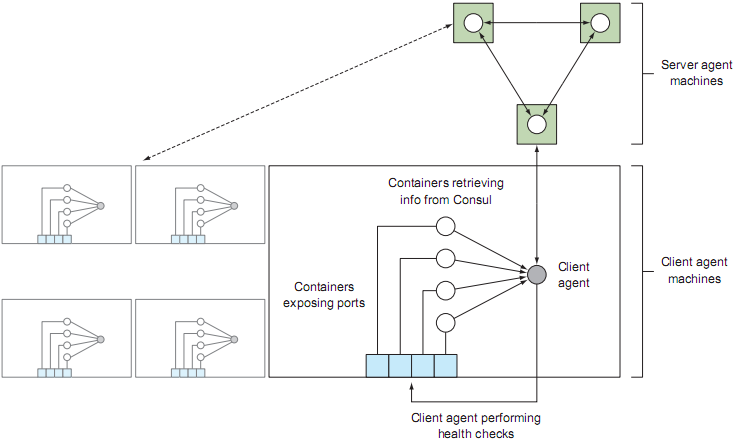 Server agent
machines
Containers retrieving
info from Consul
Client
agent
Client agent
machines
Containers
exposing ports
Client agent performing
health checks